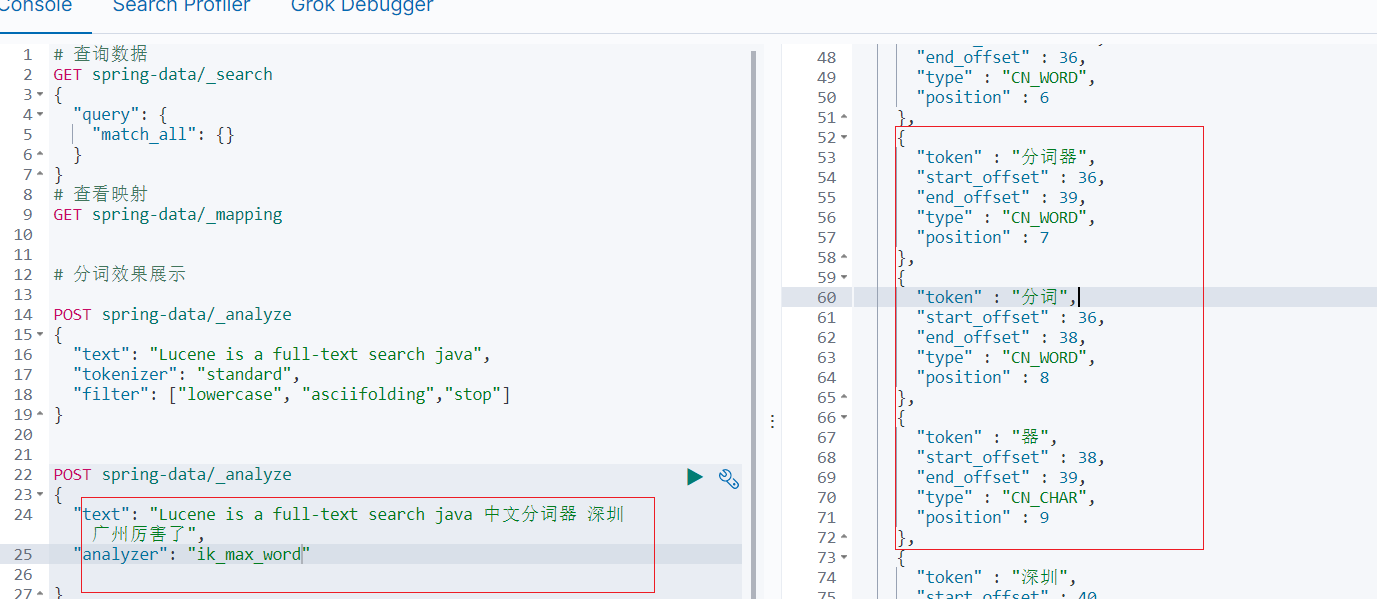 Console Search Profiler Grok Debugger
1 # 查询数据
2 GET spring-data/_search
3 {
4 "query": {
5 "match_all": {}
6 }
7 }
8 # 查看映射
9 GET spring-data/_mapping
10
11
12 # 分词效果展示
13
14 POST spring-data/_analyze
15 {
16 "text": "Lucene is a full-text search java",
17 "tokenizer": "standard",
18 "filter": ["lowercase", "asciifolding","stop"]
19 }
20
21
22 POST spring-data/_analyze
23 {
24 "text": "Lucene is a full-text search java 中文分词器 深圳
广州厉害了",
25 "analyzer": "ik_max_word"
26
27 }
48 "end_offset" : 36,
49 "type" : "CN_WORD",
50 "position" : 6
51 },
52 {
53 "token" : "分词器",
54 "start_offset" : 36,
55 "end_offset" : 39,
56 "type" : "CN_WORD",
57 "position" : 7
58 },
59 {
60 "token" : "分词",
61 "start_offset" : 36,
62 "end_offset" : 38,
63 "type" : "CN_WORD",
64 "position" : 8
65 },
66 {
67 "token" : "器",
68 "start_offset" : 38,
69 "end_offset" : 39,
70 "type" : "CN_CHAR",
71 "position" : 9
72 },
73 {
74 "token" : "深圳",
75 "start_offset" : 40